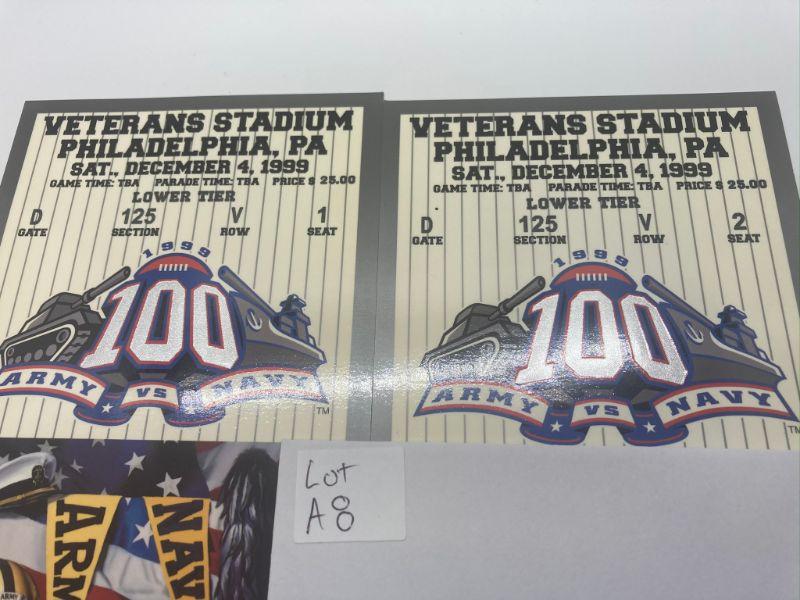 VETERANS STADIUM
PHILADELPHIA, PA
SAT., DECEMBER 4, 1999
GAME TIME: TBA PARADE TIME: TBA PRICE $ 25.00
LOWER TIER
D 125 V 1
GATE SECTION ROW SEAT
1999
100
ARMY VS NAVY
TM
VETERANS STADIUM
PHILADELPHIA, PA
SAT., DECEMBER 4, 1999
GAME TIME: TBA PARADE TIME: TBA PRICE $ 25.00
LOWER TIER
D 125 V 2
GATE SECTION ROW SEAT
1999
100
ARMY VS NAVY
TM
ARMY
NAV
ARMY
Lot
A8